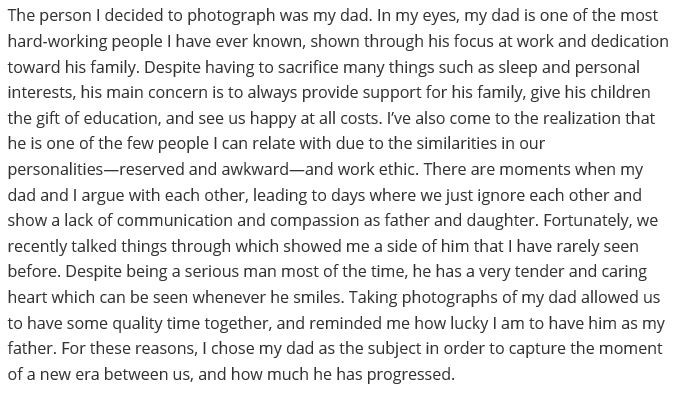 The person I decided to photograph was my dad. In my eyes, my dad is one of the most
hard-working people I have ever known, shown through his focus at work and dedication
toward his family. Despite having to sacrifice many things such as sleep and personal
interests, his main concern is to always provide support for his family, give his children
the gift of education, and see us happy at all costs. I’ve also come to the realization that
he is one of the few people I can relate with due to the similarities in our
personalities—reserved and awkward—and work ethic. There are moments when my
dad and I argue with each other, leading to days where we just ignore each other and
show a lack of communication and compassion as father and daughter. Fortunately, we
recently talked things through which showed me a side of him that I have rarely seen
before. Despite being a serious man most of the time, he has a very tender and caring
heart which can be seen whenever he smiles. Taking photographs of my dad allowed us
to have some quality time together, and reminded me how lucky I am to have him as my
father. For these reasons, I chose my dad as the subject in order to capture the moment
of a new era between us, and how much he has progressed.